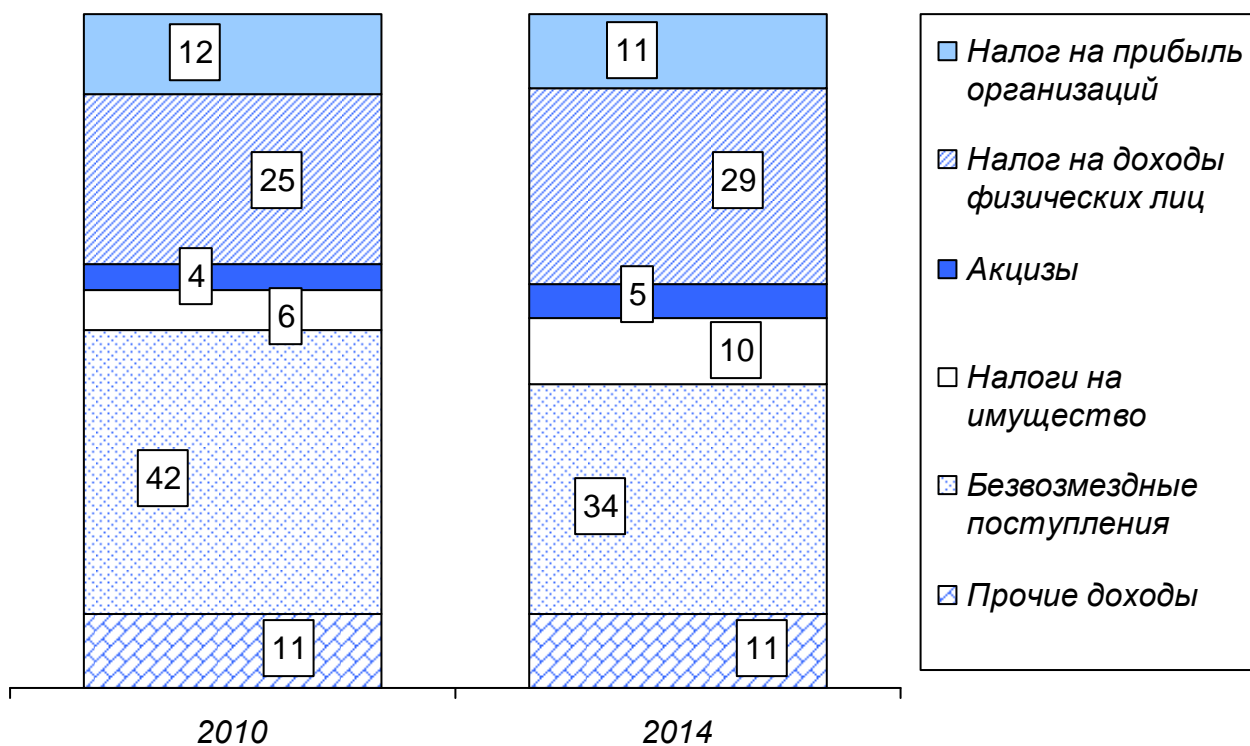 12
25
4
6
42
11
2010
11
29
5
10
34
11
2014
Налог на прибыль
организаций
Налог на доходы
физических лиц
Акцизы
Налоги на
имущество
Безвозмездные
поступления
Прочие доходы